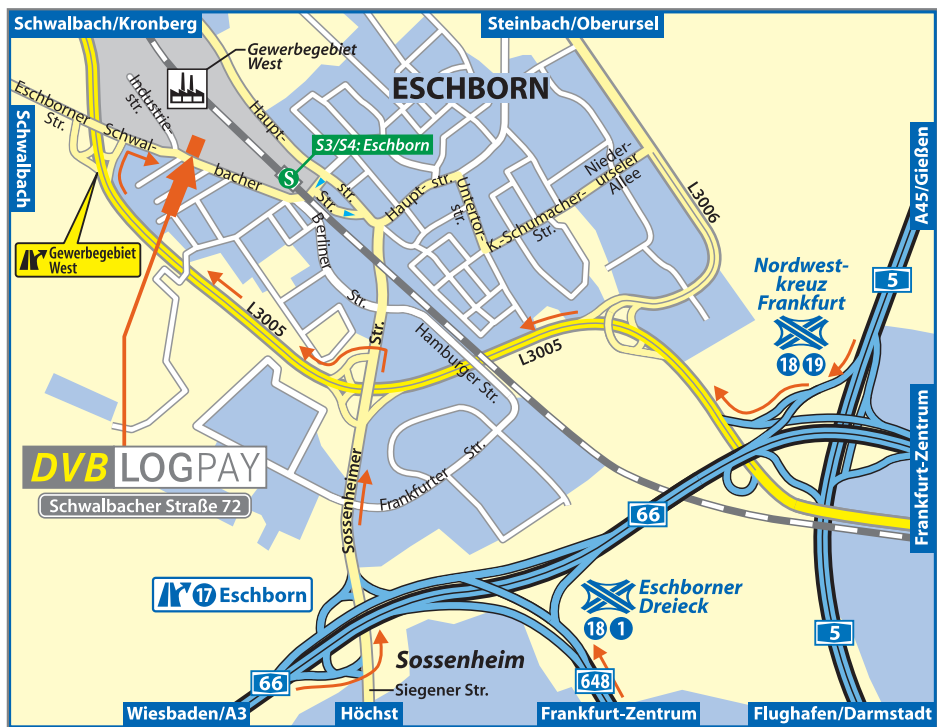 Schwalbach/Kronberg
Steinbach/Oberursel
Gewerbegebiet
West
ESCHBORN
Eschborner
Str.
Industrie-
str.
Haupt-
str.
Schwalbach
Schwal-
bacher
Str.
S3/S4: Eschborn
S
Haupt- str.
Untertor-
str.
Nieder-
urseler
Allee
K.-Schumacher-
Str.
L3006
A45/Gießen
5
Gewerbegebiet
West
Berliner
Str.
Nordwest-
kreuz
Frankfurt
18 19
L3005
Str.
Hamburger Str.
L3005
DVB LOGPAY
Schwalbacher Straße 72
Sossenheimer
Frankfurter Str.
Frankfurt-Zentrum
66
17 Eschborn
Eschborner
Dreieck
18 1
5
Sossenheim
66
648
Siegener Str.
Wiesbaden/A3
Höchst
Frankfurt-Zentrum
Flughafen/Darmstadt